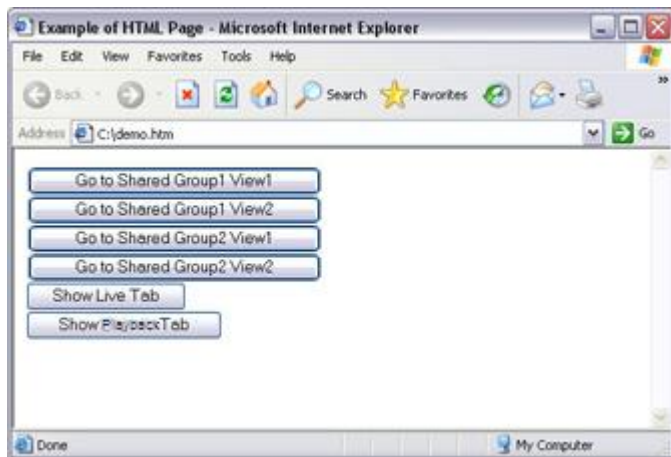 Example of HTML Page - Microsoft Internet Explorer
File Edit View Favorites Tools Help
Back Search Favorites
Address C:\demo.htm Go
Go to Shared Group1 View1
Go to Shared Group1 View2
Go to Shared Group2 View1
Go to Shared Group2 View2
Show Live Tab
Show Playback Tab
Done My Computer